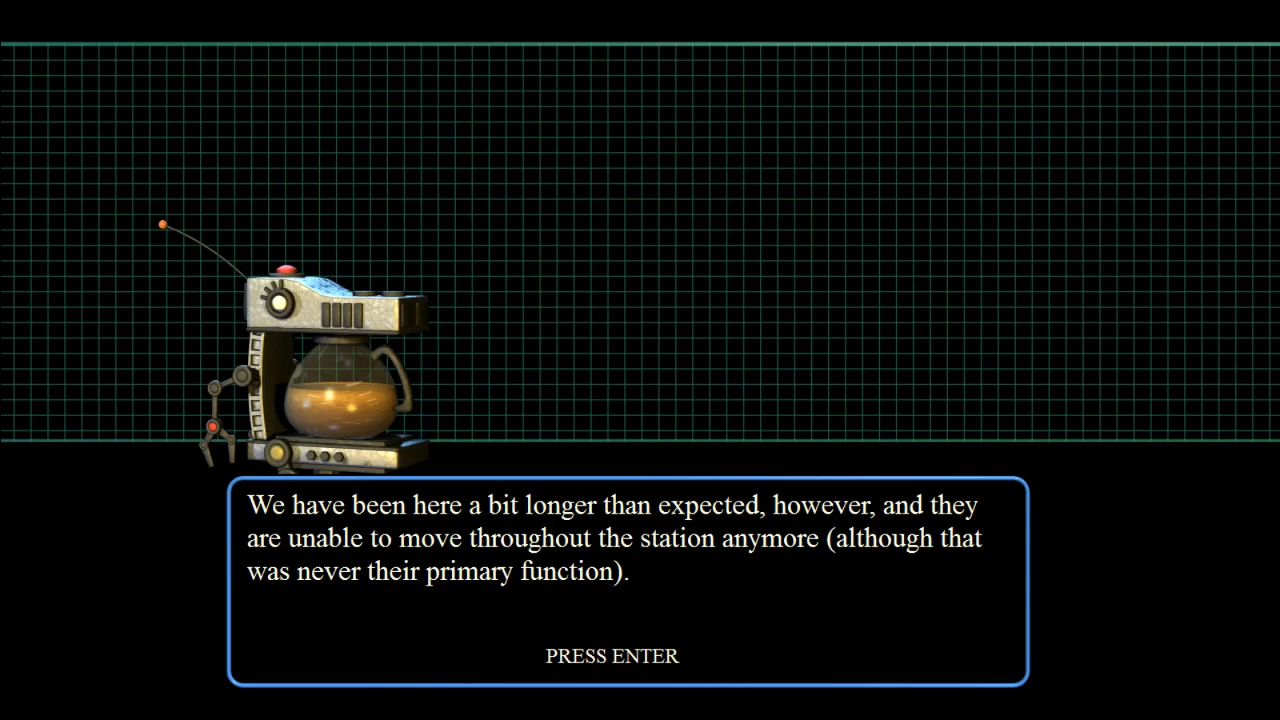 We have been here a bit longer than expected, however, and they
are unable to move throughout the station anymore (although that
was never their primary function).
PRESS ENTER